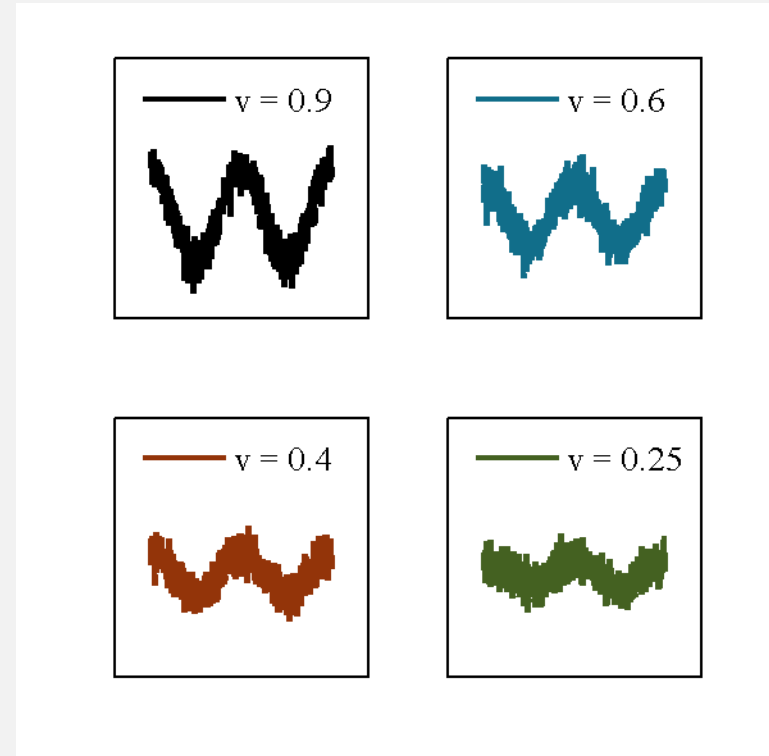 v = 0.9
v = 0.6
v = 0.4
v = 0.25